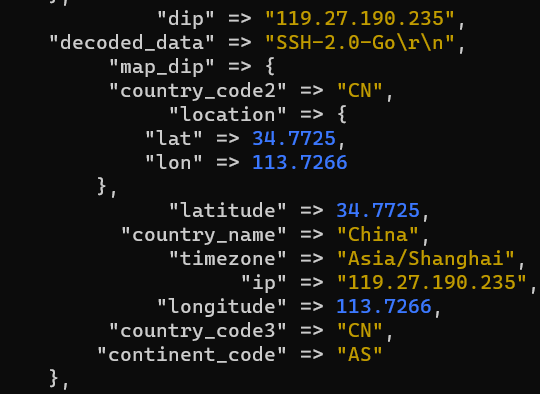 },
"dip" => "119.27.190.235",
"decoded_data" => "SSH-2.0-Go\r\n",
"map_dip" => {
"country_code2" => "CN",
"location" => {
"lat" => 34.7725,
"lon" => 113.7266
},
"latitude" => 34.7725,
"country_name" => "China",
"timezone" => "Asia/Shanghai",
"ip" => "119.27.190.235",
"longitude" => 113.7266,
"country_code3" => "CN",
"continent_code" => "AS"
},